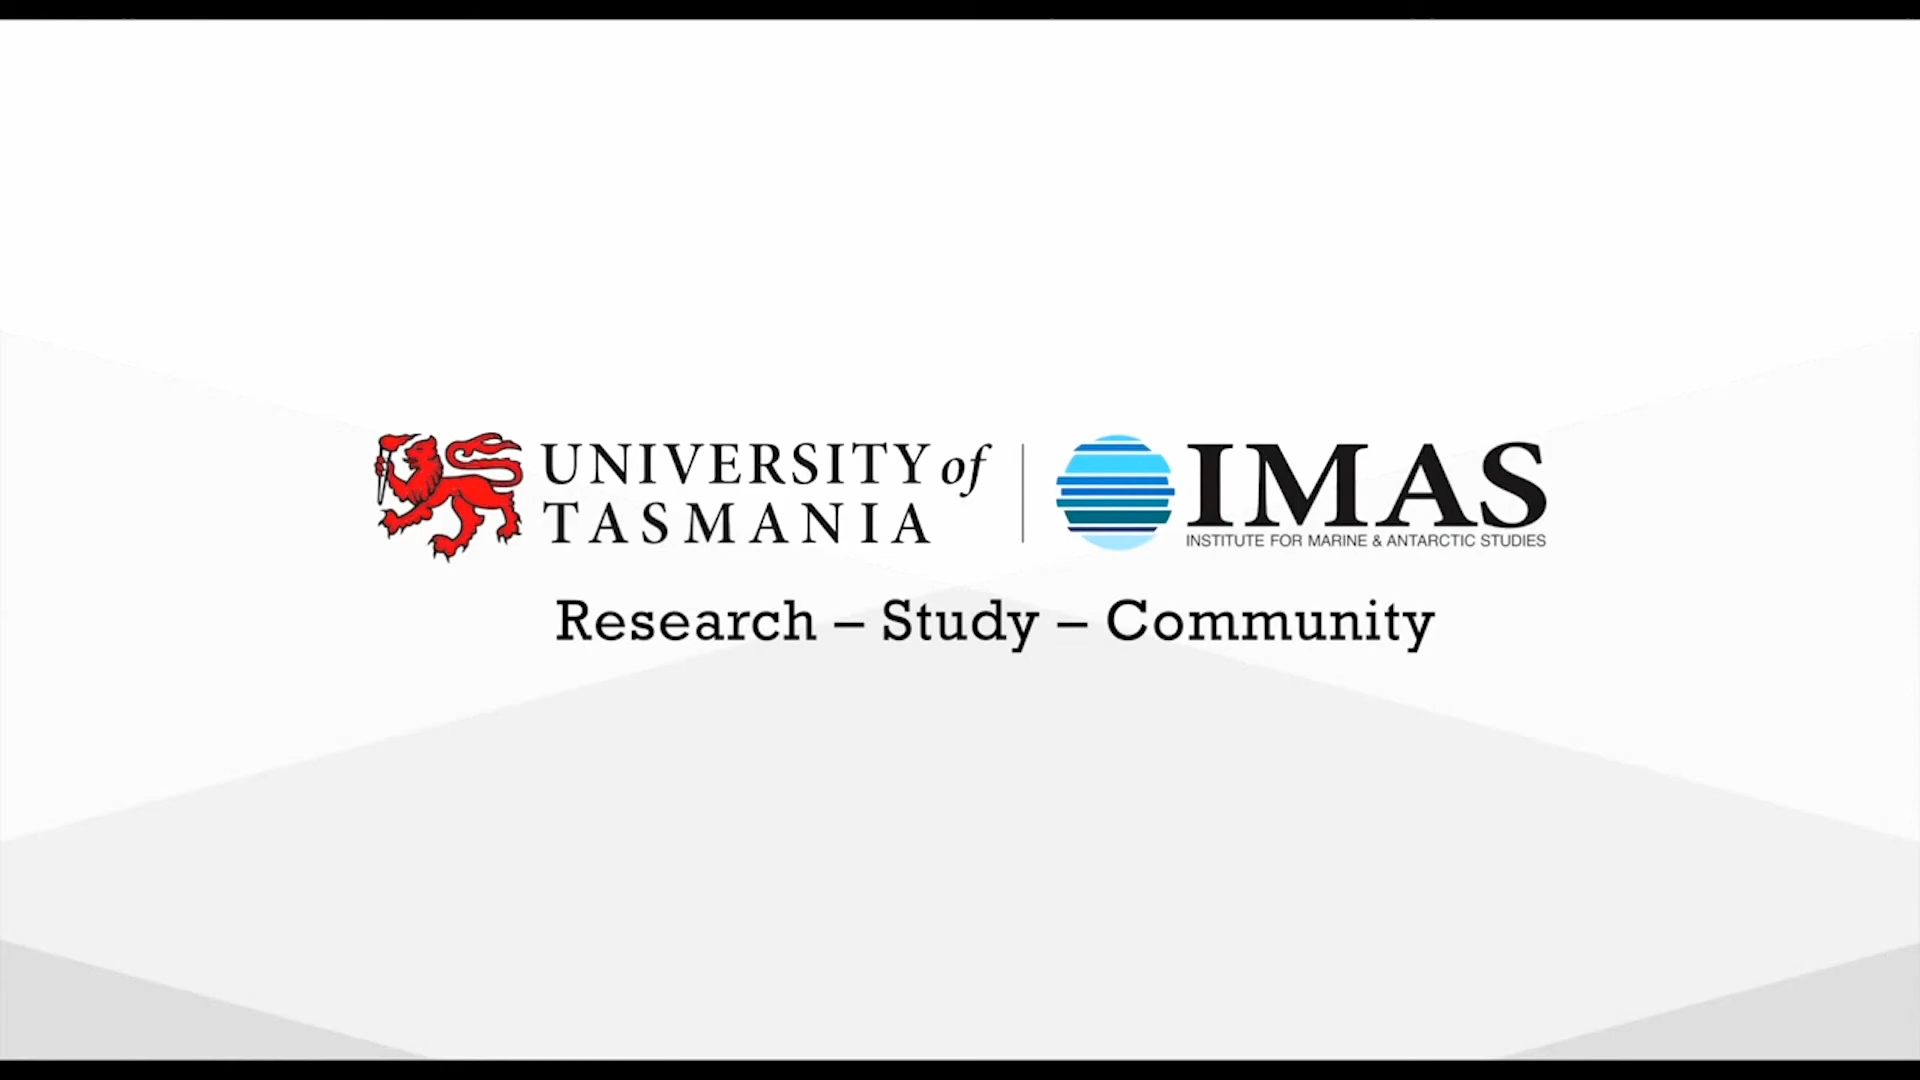 UNIVERSITY of
TASMANIA
IMAS
INSTITUTE FOR MARINE & ANTARCTIC STUDIES
Research – Study – Community